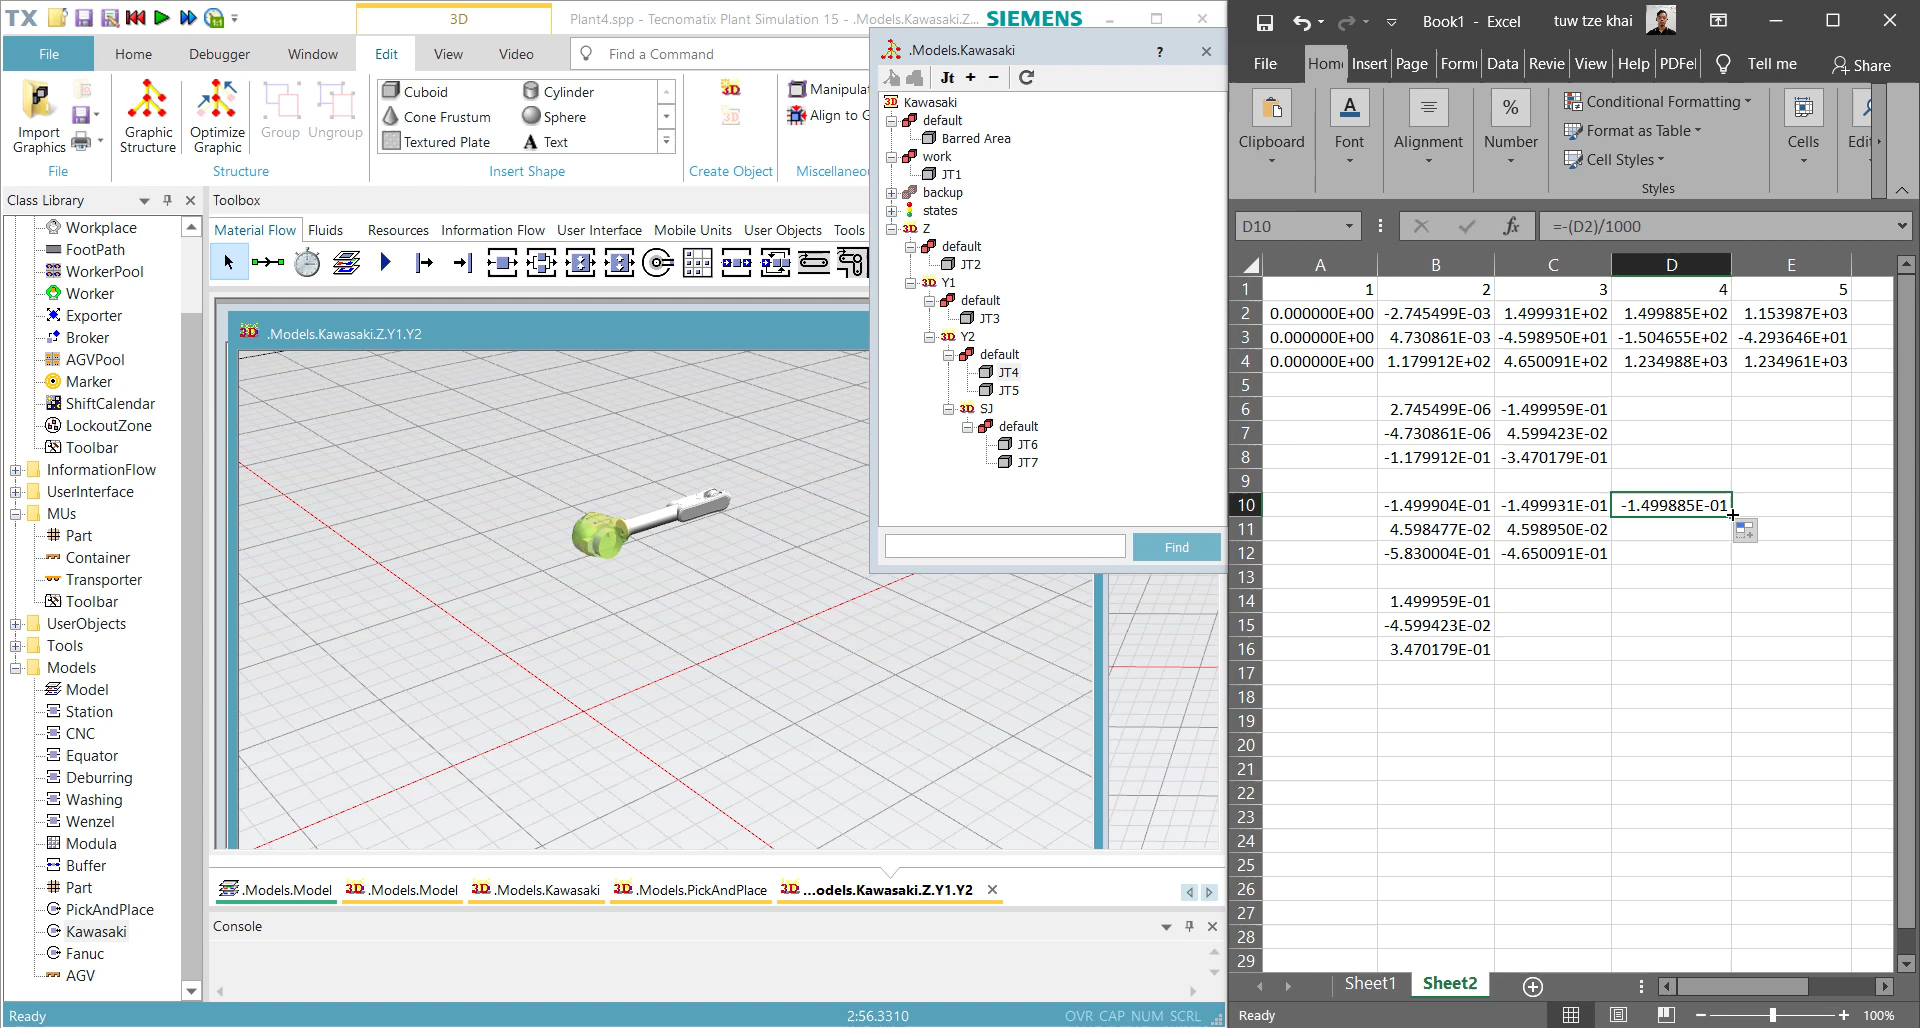 3D
Plant4.spp - Tecnomatix Plant Simulation 15 - .Models.Kawasaki.Z...
SIEMENS
File
Home
Debugger
Window
Edit
View
Video
Find a Command
Import Graphics
Graphic Structure
Optimize Graphic
Group
Ungroup
Cuboid
Cylinder
Cone Frustum
Sphere
Textured Plate
Text
Manipulat
Align to G
File
Structure
Insert Shape
Create Object
Miscellaneou
Class Library
Workplace
FootPath
WorkerPool
Worker
Exporter
Broker
AGVPool
Marker
ShiftCalendar
LockoutZone
Toolbar
InformationFlow
UserInterface
MUs
Part
Container
Transporter
Toolbar
UserObjects
Tools
Models
Model
Station
CNC
Equator
Deburring
Washing
Wenzel
Modula
Buffer
Part
PickAndPlace
Kawasaki
Fanuc
AGV
Toolbox
Material Flow
Fluids
Resources
Information Flow
User Interface
Mobile Units
User Objects
Tools
.Models.Kawasaki.Z.Y1.Y2
.Models.Model
.Models.Model
.Models.Kawasaki
.Models.PickAndPlace
...odels.Kawasaki.Z.Y1.Y2
Console
Ready
2:56.3310
OVR CAP NUM SCRL
.Models.Kawasaki
?
Jt + −
Kawasaki
default
Barred Area
work
JT1
backup
states
Z
default
JT2
Y1
default
JT3
Y2
default
JT4
JT5
SJ
default
JT6
JT7
Find
Book1 - Excel
tuw tze khai
File
Hom
Insert
Page
Form
Data
Revie
View
Help
PDFel
Tell me
Share
Clipboard
Font
Alignment
%
Number
Conditional Formatting
Format as Table
Cell Styles
Styles
Cells
Edit
D10
fx
=-(D2)/1000
A B C D E
1 1 2 3 4 5
2 0.000000E+00 -2.745499E-03 1.499931E+02 1.499885E+02 1.153987E+03
3 0.000000E+00 4.730861E-03 -4.598950E+01 -1.504655E+02 -4.293646E+01
4 0.000000E+00 1.179912E+02 4.650091E+02 1.234988E+03 1.234961E+03
5
6 2.745499E-06 -1.499959E-01
7 -4.730861E-06 4.599423E-02
8 -1.179912E-01 -3.470179E-01
9
10 -1.499904E-01 -1.499931E-01 -1.499885E-01
11 4.598477E-02 4.598950E-02
12 -5.830004E-01 -4.650091E-01
13
14 1.499959E-01
15 -4.599423E-02
16 3.470179E-01
17
18
19
20
21
22
23
24
25
26
27
28
29
Sheet1
Sheet2
Ready
100%